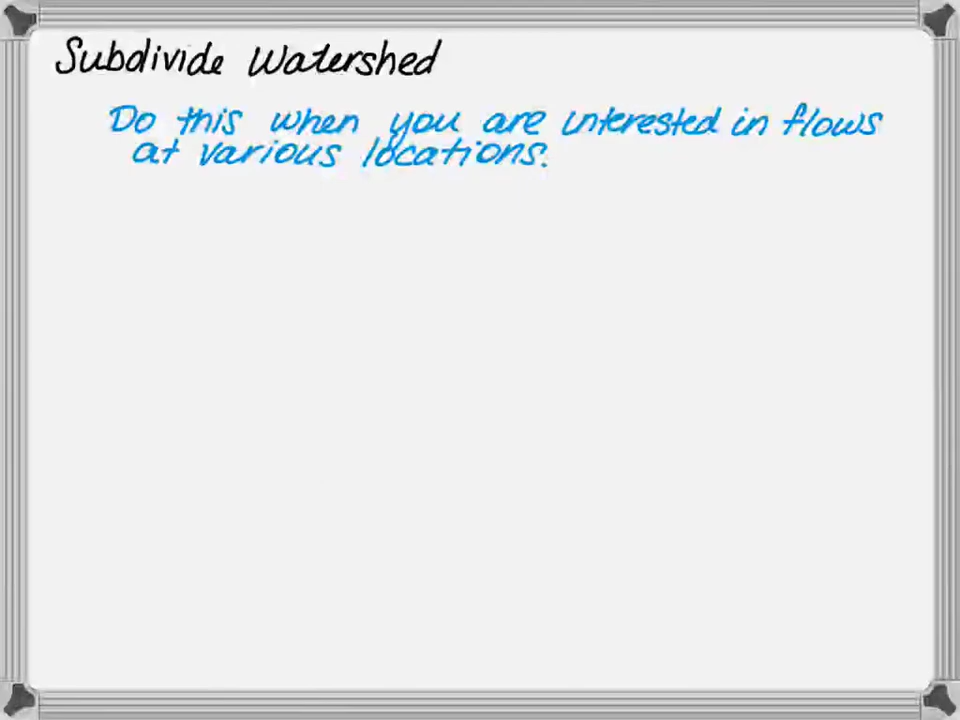 Subdivide Watershed
Do this when you are interested in flows
at various locations.